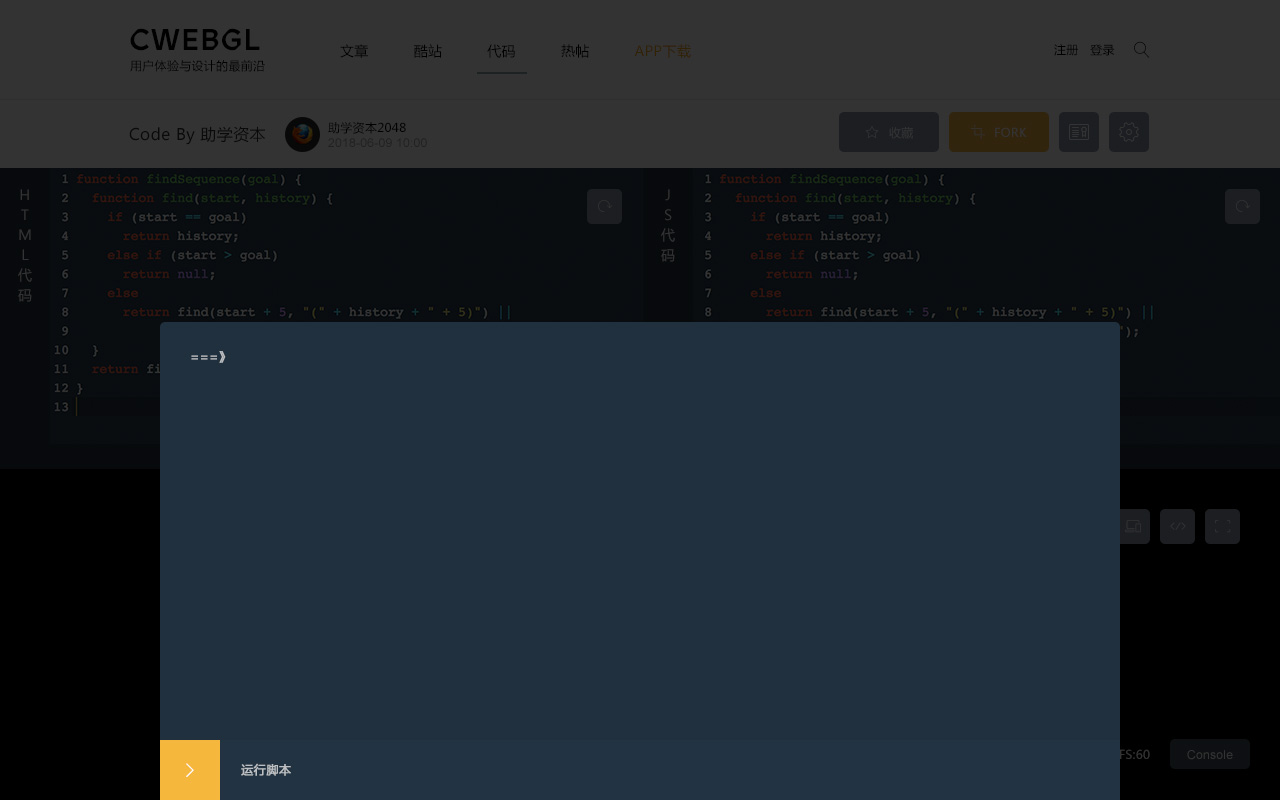 CWEBGL
用户体验与设计的最前沿
文章 酷站 代码 热帖 APP下载
注册 登录
Code By 助学资本
助学资本2048
2018-06-09 10:00
收藏
FORK
HTML代码
1 function findSequence(goal) {
2 function find(start, history) {
3 if (start == goal)
4 return history;
5 else if (start > goal)
6 return null;
7 else
8 return find(start + 5, "(" + history + " + 5)") ||
9
10 }
11 return fi
12 }
13
JS代码
1 function findSequence(goal) {
2 function find(start, history) {
3 if (start == goal)
4 return history;
5 else if (start > goal)
6 return null;
7 else
8 return find(start + 5, "(" + history + " + 5)") ||
");
===》
FS:60
Console
运行脚本